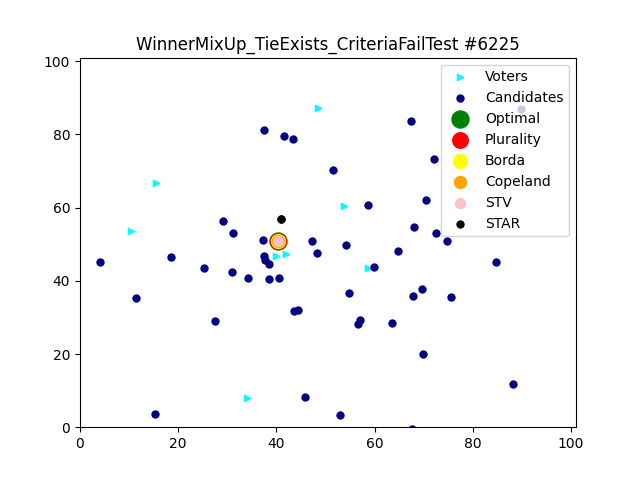 WinnerMixUp_TieExists_CriteriaFailTest #6225
100
80
60
40
20
0
0
20
40
60
80
100
Voters
Candidates
Optimal
Plurality
Borda
Copeland
STV
STAR